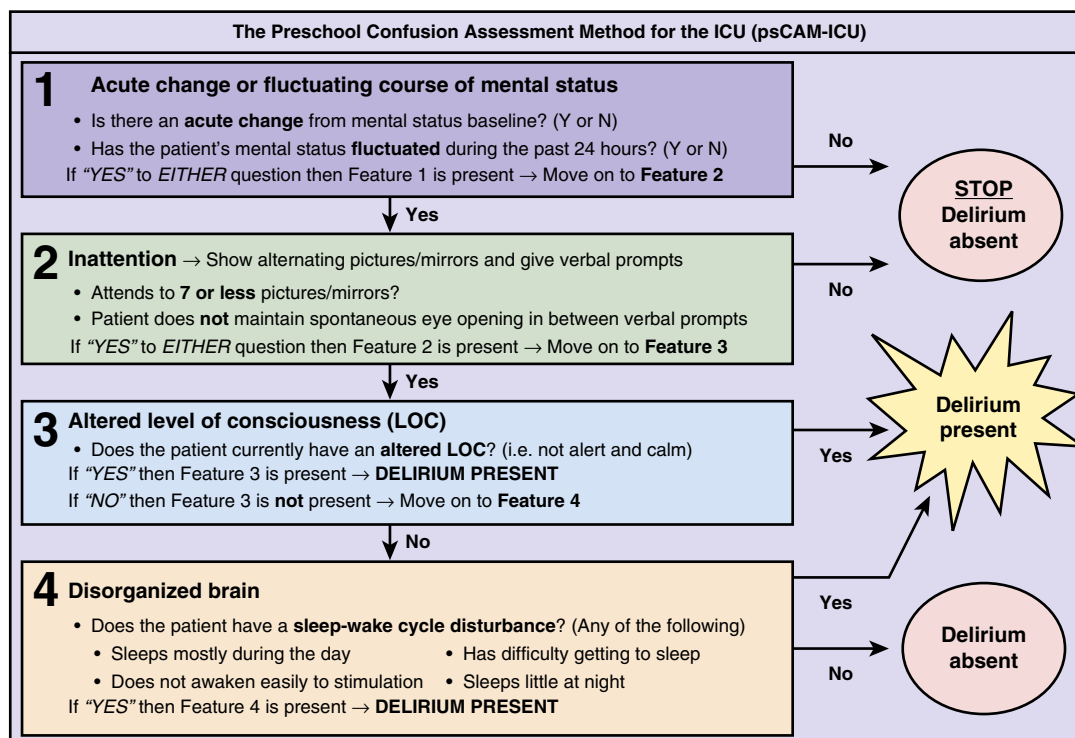 The Preschool Confusion Assessment Method for the ICU (psCAM-ICU)
1 Acute change or fluctuating course of mental status
• Is there an acute change from mental status baseline? (Y or N)
• Has the patient's mental status fluctuated during the past 24 hours? (Y or N)
If "YES" to EITHER question then Feature 1 is present → Move on to Feature 2
No
STOP
Delirium
absent
Yes
2 Inattention → Show alternating pictures/mirrors and give verbal prompts
• Attends to 7 or less pictures/mirrors?
• Patient does not maintain spontaneous eye opening in between verbal prompts
If "YES" to EITHER question then Feature 2 is present → Move on to Feature 3
No
Yes
3 Altered level of consciousness (LOC)
• Does the patient currently have an altered LOC? (i.e. not alert and calm)
If "YES" then Feature 3 is present → DELIRIUM PRESENT
If "NO" then Feature 3 is not present → Move on to Feature 4
Yes
Delirium
present
No
4 Disorganized brain
• Does the patient have a sleep-wake cycle disturbance? (Any of the following)
• Sleeps mostly during the day
• Has difficulty getting to sleep
• Does not awaken easily to stimulation
• Sleeps little at night
If "YES" then Feature 4 is present → DELIRIUM PRESENT
Yes
No
Delirium
absent